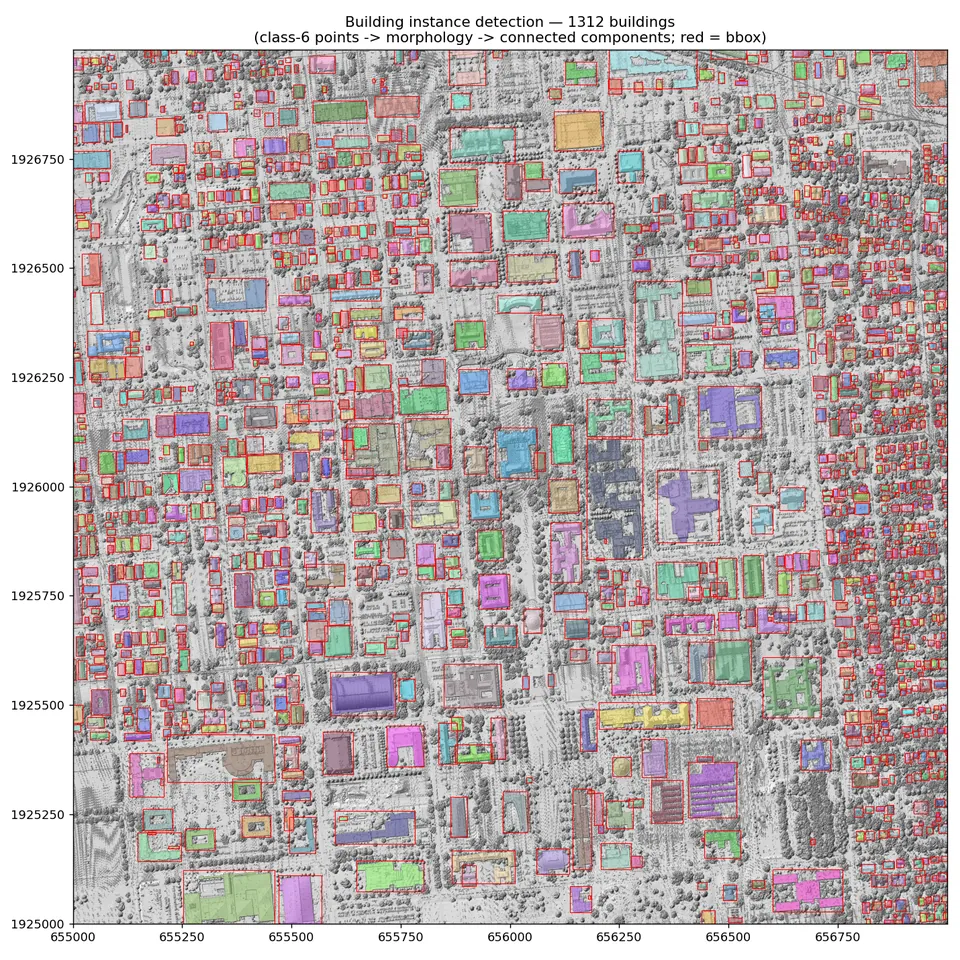 Building instance detection — 1312 buildings
(class-6 points -> morphology -> connected components; red = bbox)
1926750
1926500
1926250
1926000
1925750
1925500
1925250
1925000
655000 655250 655500 655750 656000 656250 656500 656750